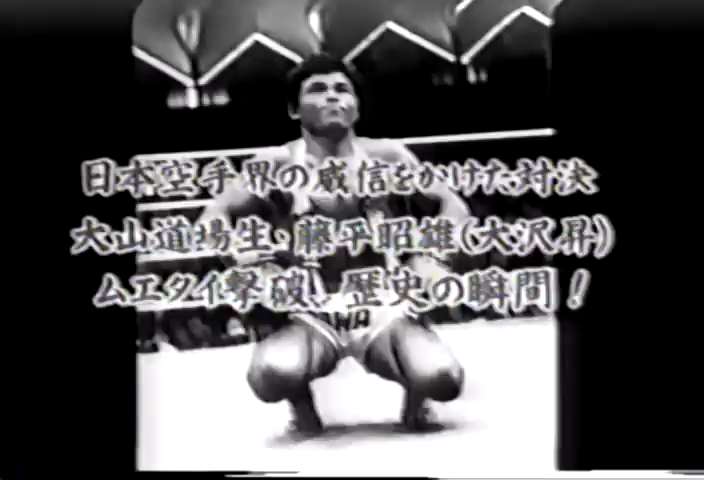 日本空手界の威信をかけた対決
大山道場生・藤平昭雄(大沢昇)
ムエタイ撃破、歴史の瞬間!